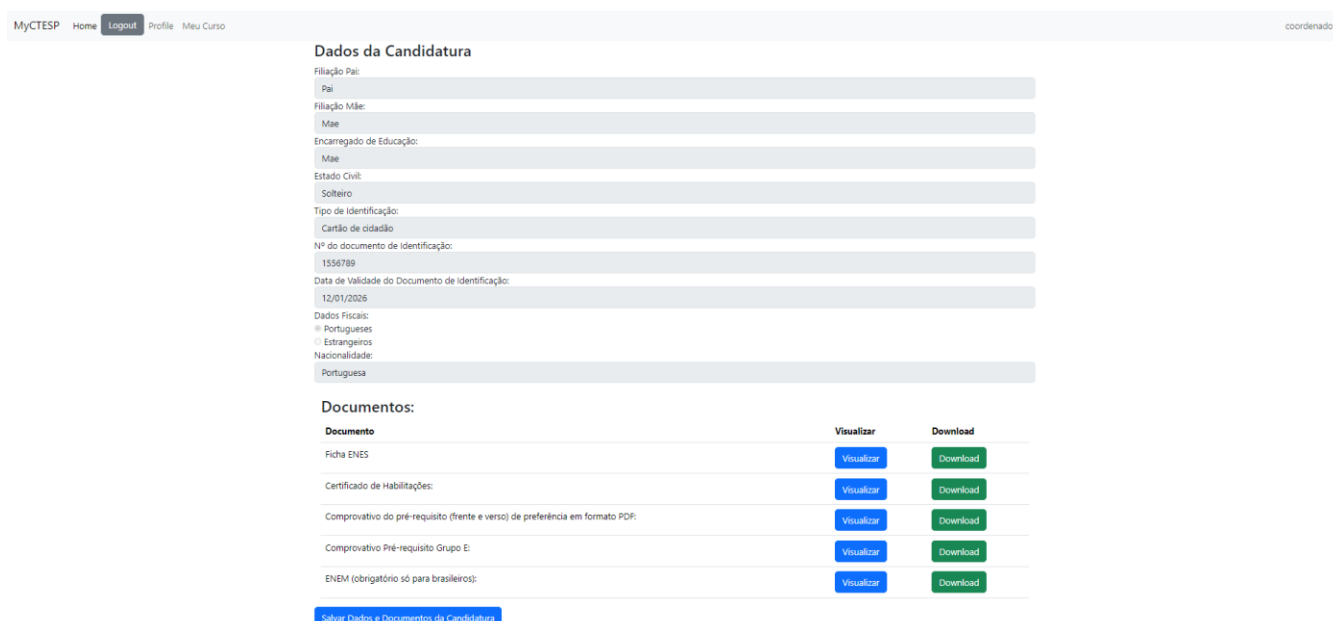 MyCTESP Home Logout Profile Meu Curso coordenado
Dados da Candidatura
Filiação Pai:
Pai
Filiação Mãe:
Mae
Encarregado de Educação:
Mae
Estado Civil:
Solteiro
Tipo de Identificação:
Cartão de cidadão
Nº do documento de Identificação:
1556789
Data de Validade do Documento de Identificação:
12/01/2026
Dados Fiscais:
Portugueses
Estrangeiros
Nacionalidade:
Portuguesa
Documentos:
Documento Visualizar Download
Ficha ENES Visualizar Download
Certificado de Habilitações: Visualizar Download
Comprovativo do pré-requisito (frente e verso) de preferência em formato PDF: Visualizar Download
Comprovativo Pré-requisito Grupo E: Visualizar Download
ENEM (obrigatório só para brasileiros): Visualizar Download
Salvar Dados e Documentos da Candidatura